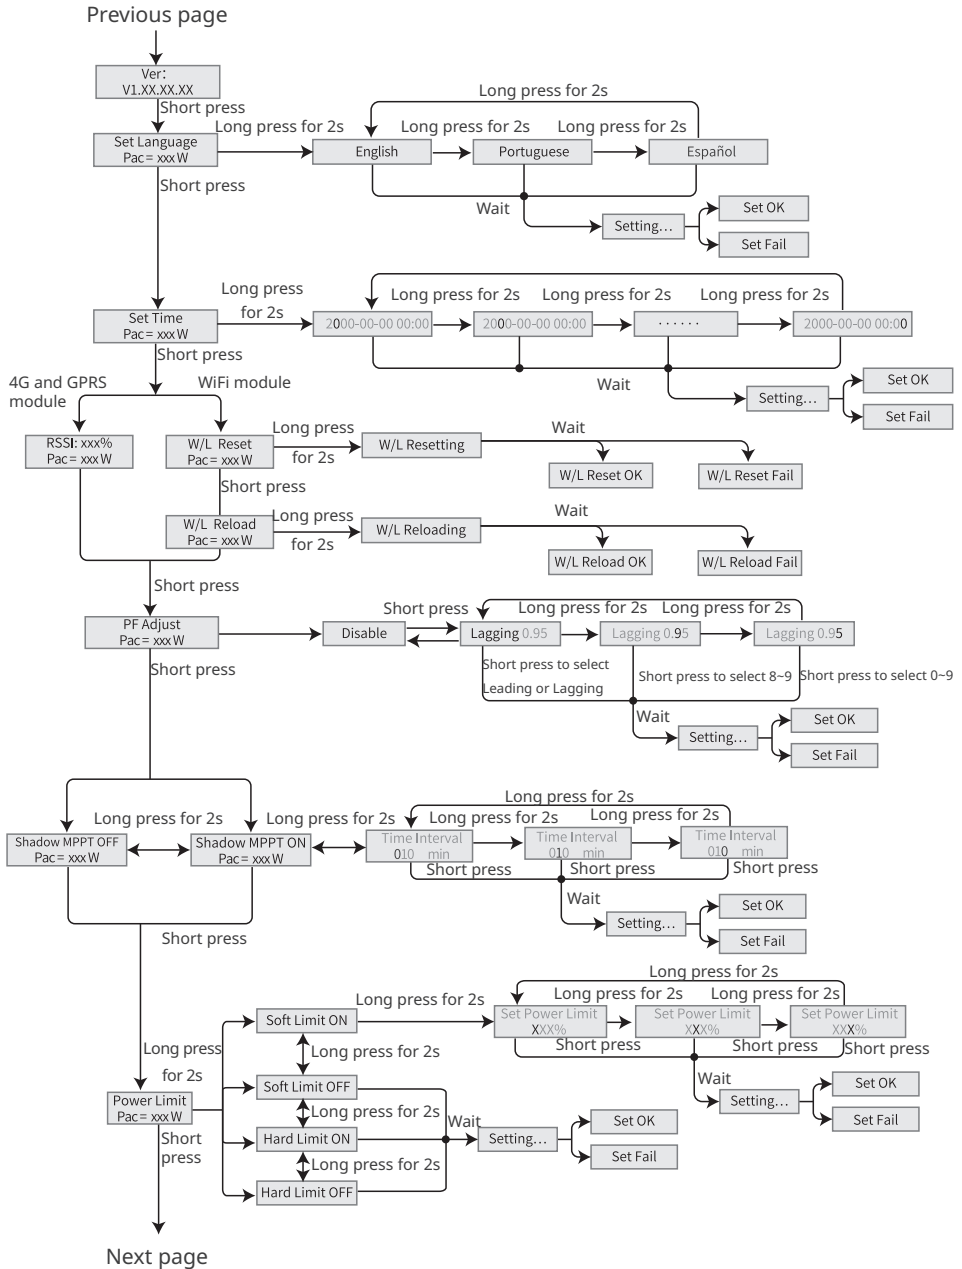 Previous page
Ver:
V1.XX.XX.XX
Short press
Long press for 2s
Long press for 2s
Long press for 2s
Long press for 2s
Set Language
Pac= xxx W
English
Portuguese
Español
Short press
Wait
Setting...
Set OK
Set Fail
Long press
for 2s
Long press for 2s
Long press for 2s
Long press for 2s
Set Time
Pac= xxx W
2000-00-00 00:00
2000-00-00 00:00
······
2000-00-00 00:00
Short press
Wait
Setting...
Set OK
Set Fail
4G and GPRS
module
WiFi module
RSSI: xxx%
Pac= xxx W
W/L Reset
Pac= xxx W
Long press
for 2s
W/L Resetting
Wait
W/L Reset OK
W/L Reset Fail
Short press
W/L Reload
Pac= xxx W
Long press
for 2s
W/L Reloading
Wait
W/L Reload OK
W/L Reload Fail
Short press
PF Adjust
Pac= xxx W
Disable
Short press
Long press for 2s
Long press for 2s
Lagging 0.95
Lagging 0.95
Lagging 0.95
Short press
Short press to select
Leading or Lagging
Short press to select 8~9
Short press to select 0~9
Wait
Setting...
Set OK
Set Fail
Long press for 2s
Long press for 2s
Long press for 2s
Long press for 2s
Long press for 2s
Shadow MPPT OFF
Pac= xxx W
Shadow MPPT ON
Pac= xxx W
Time Interval
010 min
Time Interval
010 min
Time Interval
010 min
Short press
Short press
Short press
Wait
Setting...
Set OK
Set Fail
Short press
Long press for 2s
Long press for 2s
Long press for 2s
Long press for 2s
Soft Limit ON
Set Power Limit
XXX%
Set Power Limit
XXX%
Set Power Limit
XXX%
Short press
Short press
Short press
Long press
for 2s
Long press for 2s
Wait
Setting...
Set OK
Set Fail
Power Limit
Pac= xxx W
Soft Limit OFF
Long press for 2s
Hard Limit ON
Long press for 2s
Hard Limit OFF
Wait
Setting...
Set OK
Set Fail
Short
press
Next page